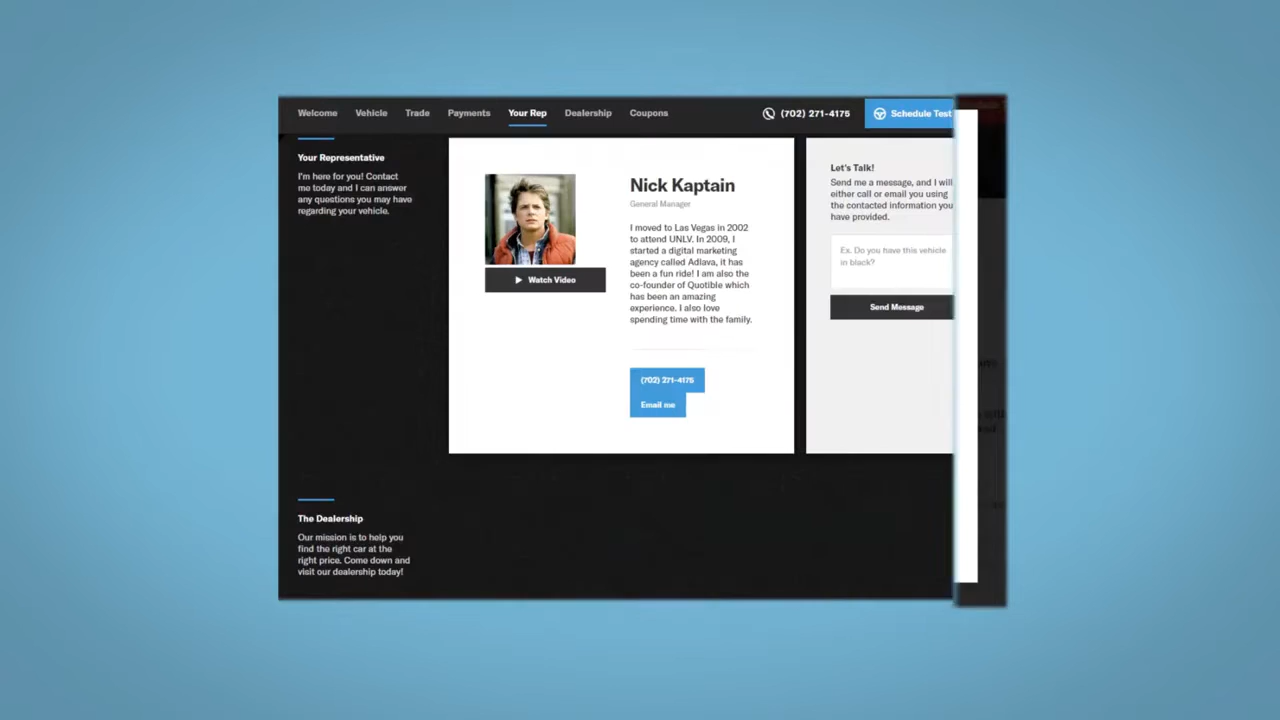 Welcome Vehicle Trade Payments Your Rep Dealership Coupons (702) 271-4175 Schedule Test
Your Representative
I'm here for you! Contact
me today and I can answer
any questions you may have
regarding your vehicle.
Watch Video
Nick Kaptain
General Manager
I moved to Las Vegas in 2002
to attend UNLV. In 2009, I
started a digital marketing
agency called Adlava, it has
been a fun ride! I am also the
co-founder of Quotible which
has been an amazing
experience. I also love
spending time with the family.
(702) 271-4175
Email me
Let's Talk!
Send me a message, and I will
either call or email you using
the contacted information you
have provided.
Ex. Do you have this vehicle
in black?
Send Message
The Dealership
Our mission is to help you
find the right car at the
right price. Come down and
visit our dealership today!